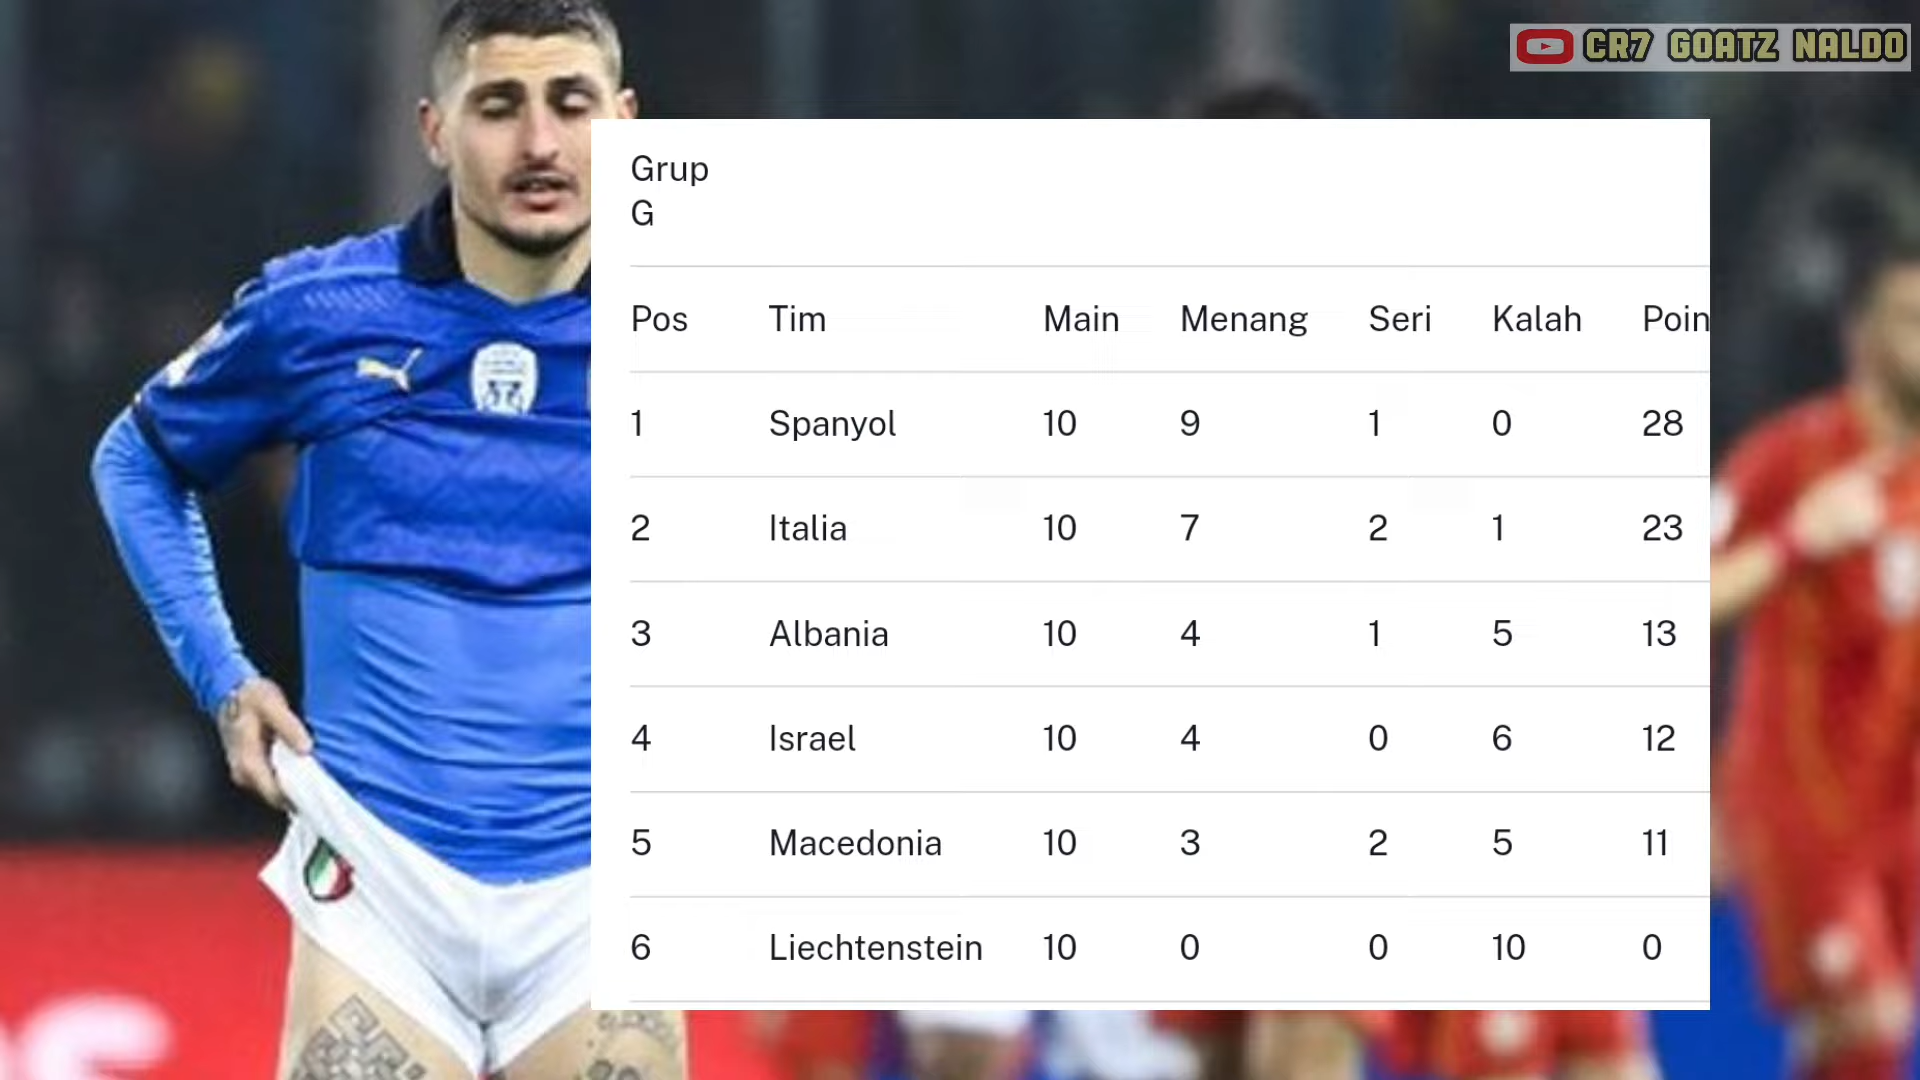 CR7 GOATZ NALDO
Grup
G
Pos Tim Main Menang Seri Kalah Poin
1 Spanyol 10 9 1 0 28
2 Italia 10 7 2 1 23
3 Albania 10 4 1 5 13
4 Israel 10 4 0 6 12
5 Macedonia 10 3 2 5 11
6 Liechtenstein 10 0 0 10 0